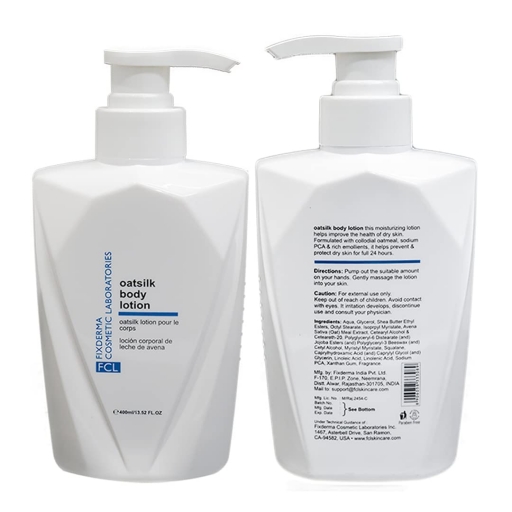 FIXDERMA
COSMETIC LABORATORIES
FCL
oatsilk
body
lotion
oatsilk lotion pour le
corps
loción corporal de
leche de avena
℮400ml/13.52 FL.OZ
oatsilk body lotion this moisturizing lotion
helps improve the health of dry skin.
Formulated with colloidal oatmeal, sodium
PCA & rich emollients, it helps prevent &
protect dry skin for full 24 hours.
Directions: Pump out the suitable amount
on your hands. Gently massage the lotion
into your skin.
Caution: For external use only.
Keep out of reach of children. Avoid contact
with eyes. It irritation develops, discontinue
use and consult your physician.
Ingredients: Aqua, Glycerol, Shea Butter Ethyl
Esters, Octyl Stearate, Isopropyl Myristate, Avena
Sativa (Oat) Meal Extract, Cetearyl Alcohol &
Ceteareth-20, Polyglyceryl-6 Distearate (and)
Jojoba Esters (and) Polyglyceryl-3 Beeswax (and)
Cetyl Alcohol, Myristyl Myristate, Squalane,
Caprylhydroxamic Acid (and) Capryl Glycol (and)
Glycerin, Linoleic Acid, Linolenic Acid, Sodium
PCA, Xanthan Gum, Fragrance
Mfg. by: Fixderma India Pvt. Ltd.
F-170, E.P.I.P Zone, Neemrana,
Distt. Alwar, Rajasthan-301705, INDIA
Mail to: support@fclskincare.com
Mfg. Lic. No. M/Raj.2454-C
Batch No.
Mfg. Date
Exp. Date
See Bottom
Paraben Free
Under Technical Guidance of
Fixderma Cosmetic Laboratories Inc.
1467, Asterbell Drive, San Ramon,
CA-94582, USA • www.fclskincare.com